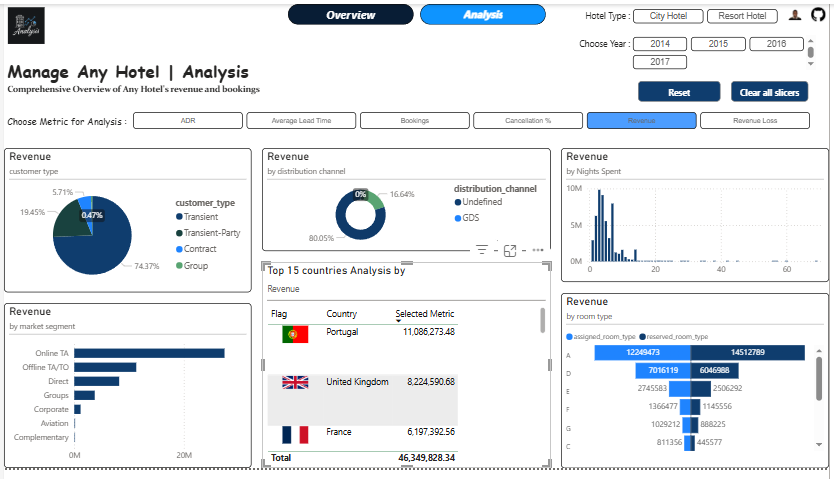 Analysis
Overview
Analysis
Hotel Type :
City Hotel
Resort Hotel
Choose Year :
2014
2015
2016
2017
Manage Any Hotel | Analysis
Comprehensive Overview of Any Hotel's revenue and bookings
Reset
Clear all slicers
Choose Metric for Analysis :
ADR
Average Lead Time
Bookings
Cancellation %
Revenue
Revenue Loss
Revenue
customer type
5.71%
19.45%
0.47%
74.37%
customer_type
Transient
Transient-Party
Contract
Group
Revenue
by distribution channel
0%
16.64%
80.05%
distribution_channel
Undefined
GDS
Revenue
by Nights Spent
10M
5M
0M
0
20
40
60
Top 15 countries Analysis by
Revenue
Flag
Country
Selected Metric
Portugal
11,086,273.48
United Kingdom
8,224,590.68
France
6,197,392.56
Total
46,349,828.34
Revenue
by market segment
Online TA
Offline TA/TO
Direct
Groups
Corporate
Aviation
Complementary
0M
20M
Revenue
by room type
assigned_room_type
reserved_room_type
A
12249473
14512789
D
7016119
6046988
E
2745583
2506292
F
1366477
1145556
G
1029212
888225
C
811356
445577